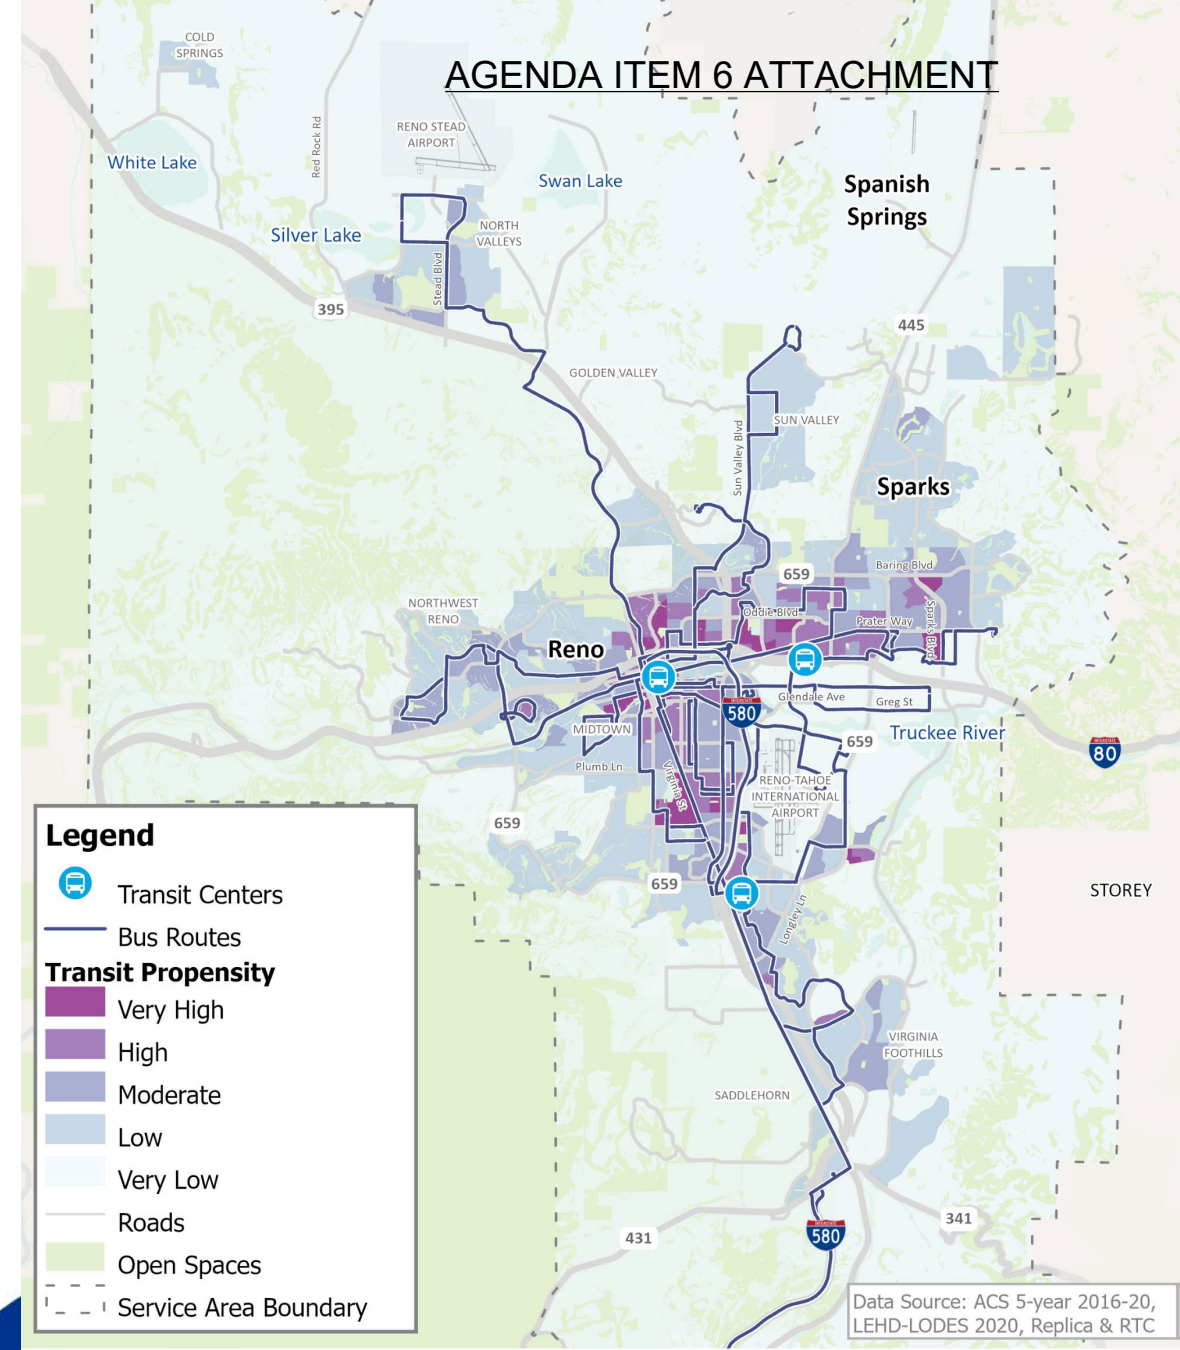 AGENDA ITEM 6 ATTACHMENT
COLD
SPRINGS
Red Rock Rd
RENO STEAD
AIRPORT
White Lake
Swan Lake
Spanish
Springs
Silver Lake
NORTH
VALLEYS
Stead Blvd
395
445
GOLDEN VALLEY
SUN VALLEY
Sun Valley Blvd
Sparks
659
Baring Blvd
NORTHWEST
RENO
Oddie Blvd
Prater Way
Sparks Blvd
Reno
Glendale Ave
Greg St
INTERSTATE
580
MIDTOWN
Truckee River
659
INTERSTATE
80
Plumb Ln
Virginia St
RENO-TAHOE
INTERNATIONAL
AIRPORT
659
659
STOREY
Longley Ln
VIRGINIA
FOOTHILLS
SADDLEHORN
431
INTERSTATE
580
341
Legend
Transit Centers
Bus Routes
Transit Propensity
Very High
High
Moderate
Low
Very Low
Roads
Open Spaces
Service Area Boundary
Data Source: ACS 5-year 2016-20,
LEHD-LODES 2020, Replica & RTC